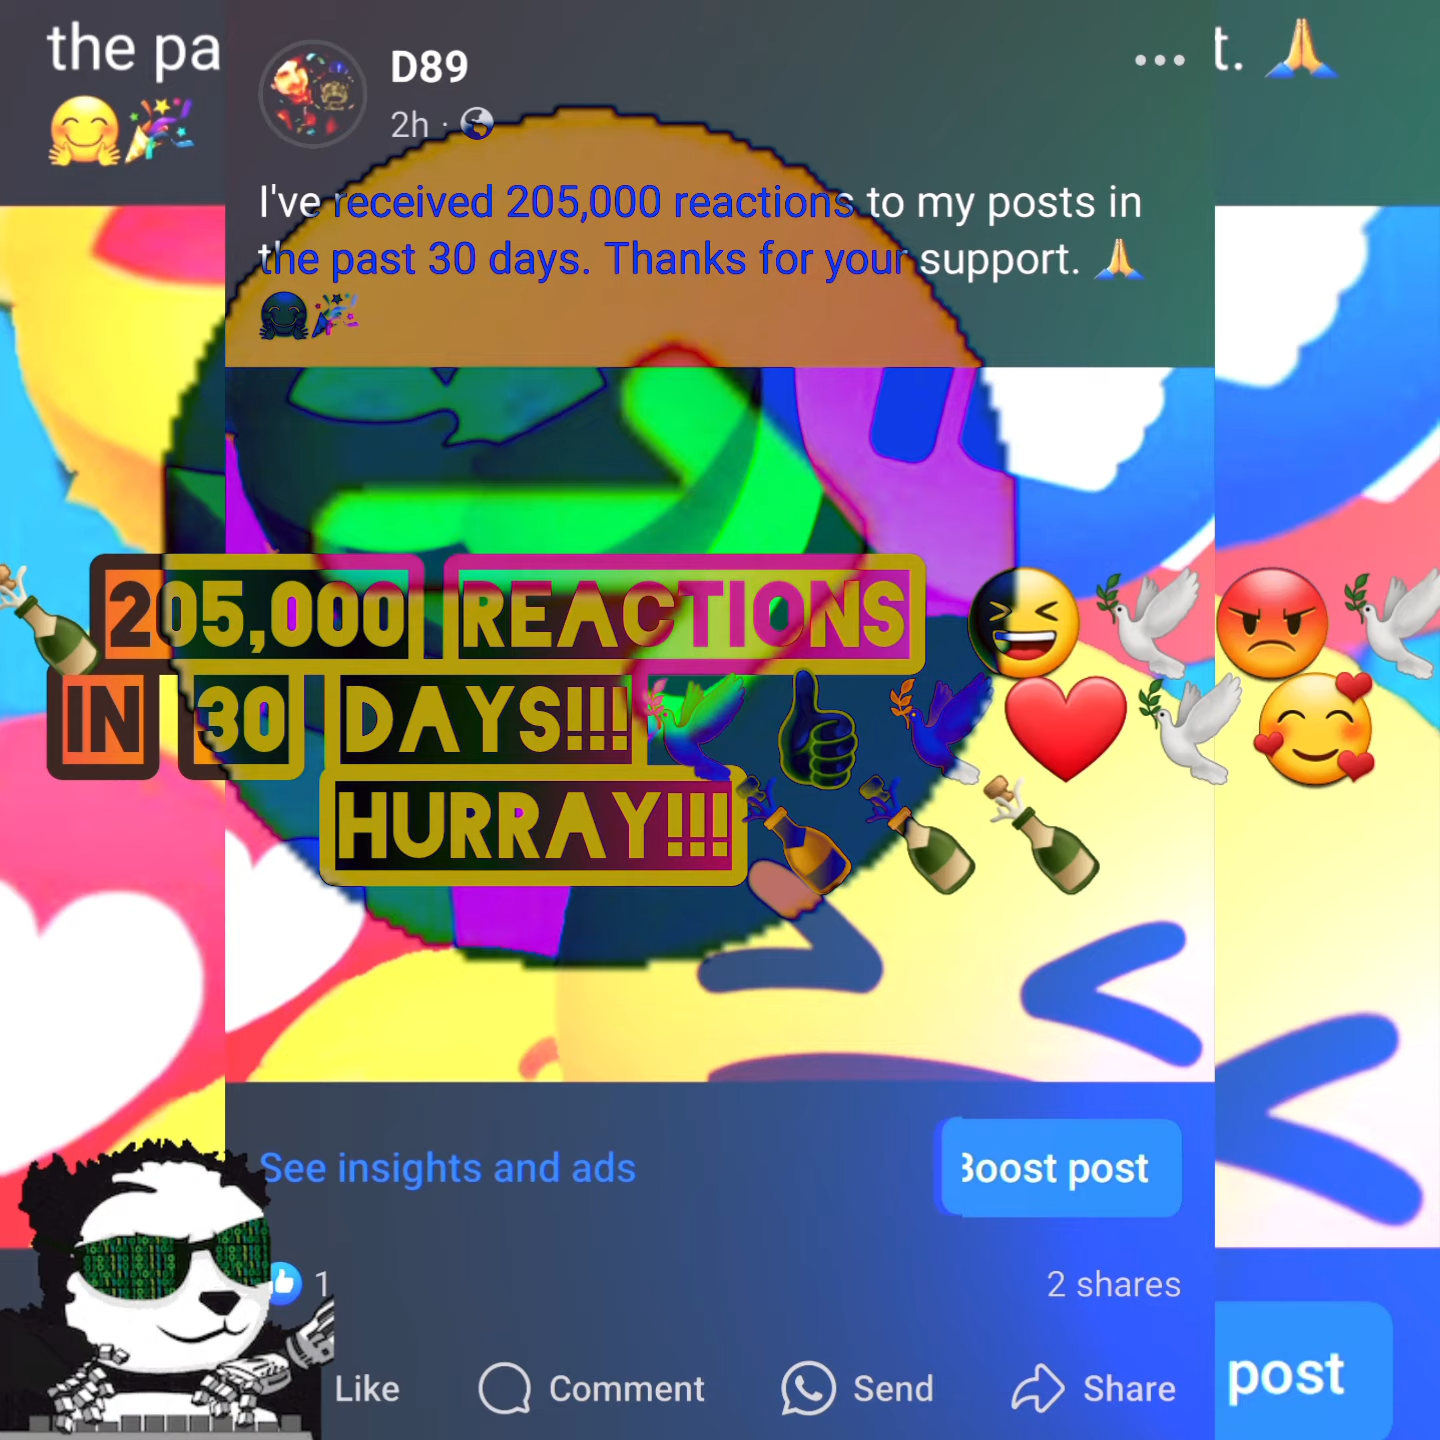 the pa
t. 🙏
🤗🎉
D89
2h ·
I've received 205,000 reactions to my posts in
the past 30 days. Thanks for your support. 🙏
🤗🎉
🍾 205,000 REACTIONS 😆🕊️😡🕊️
IN 30 DAYS!!!🕊️👍🕊️❤️🕊️🥰
HURRAY!!!🍾🍾🍾
See insights and ads
Boost post
1
2 shares
Like
Comment
Send
Share
post